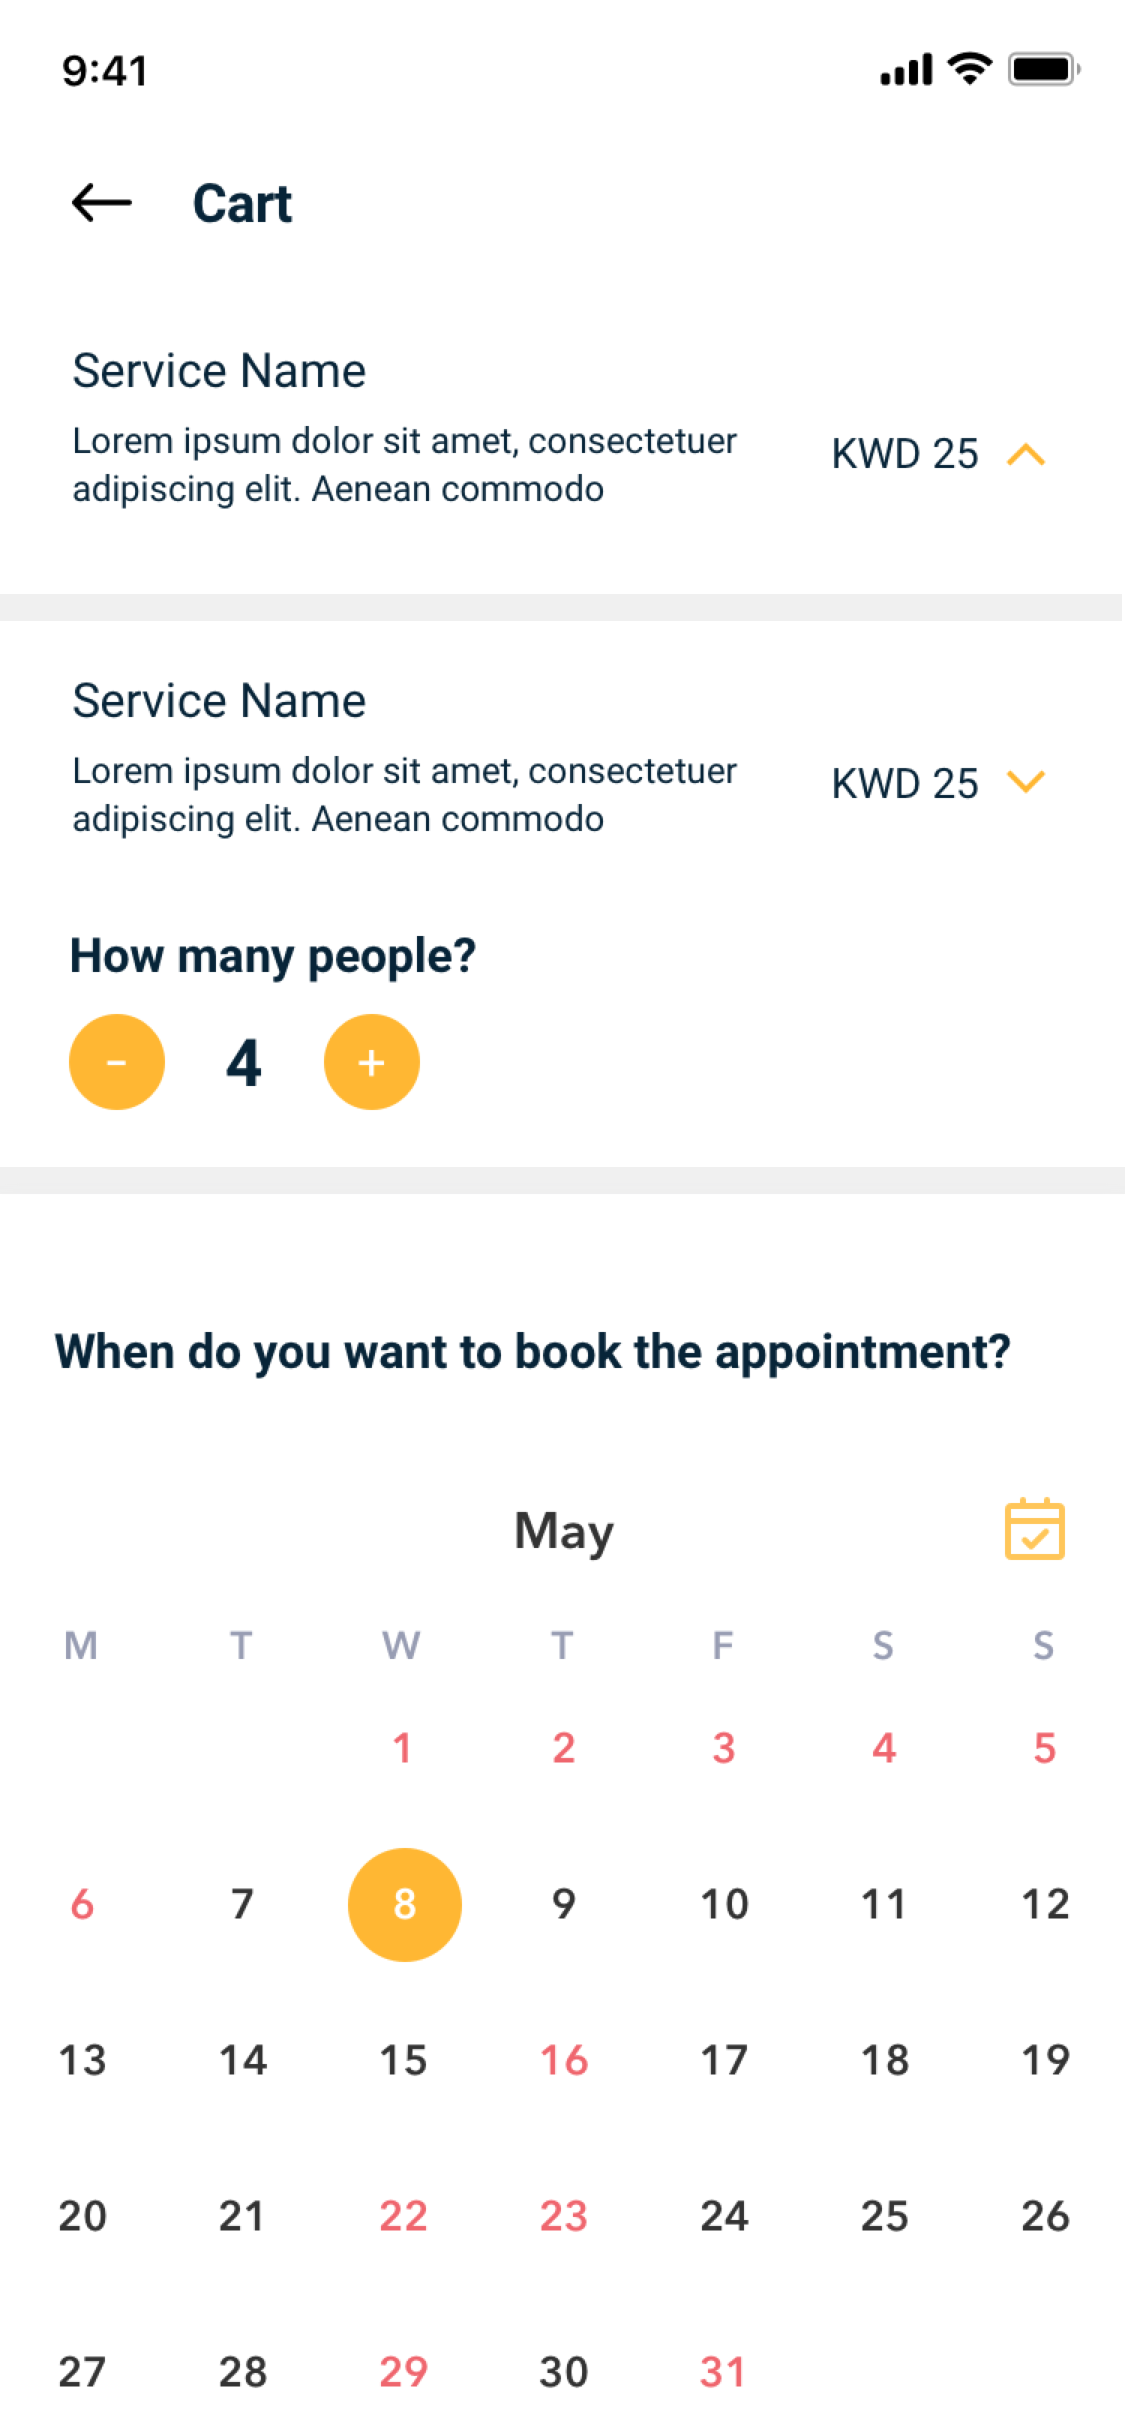 9:41
Cart
Service Name
Lorem ipsum dolor sit amet, consectetuer
adipiscing elit. Aenean commodo
KWD 25
Service Name
Lorem ipsum dolor sit amet, consectetuer
adipiscing elit. Aenean commodo
KWD 25
How many people?
- 4 +
When do you want to book the appointment?
May
M T W T F S S
1 2 3 4 5
6 7 8 9 10 11 12
13 14 15 16 17 18 19
20 21 22 23 24 25 26
27 28 29 30 31